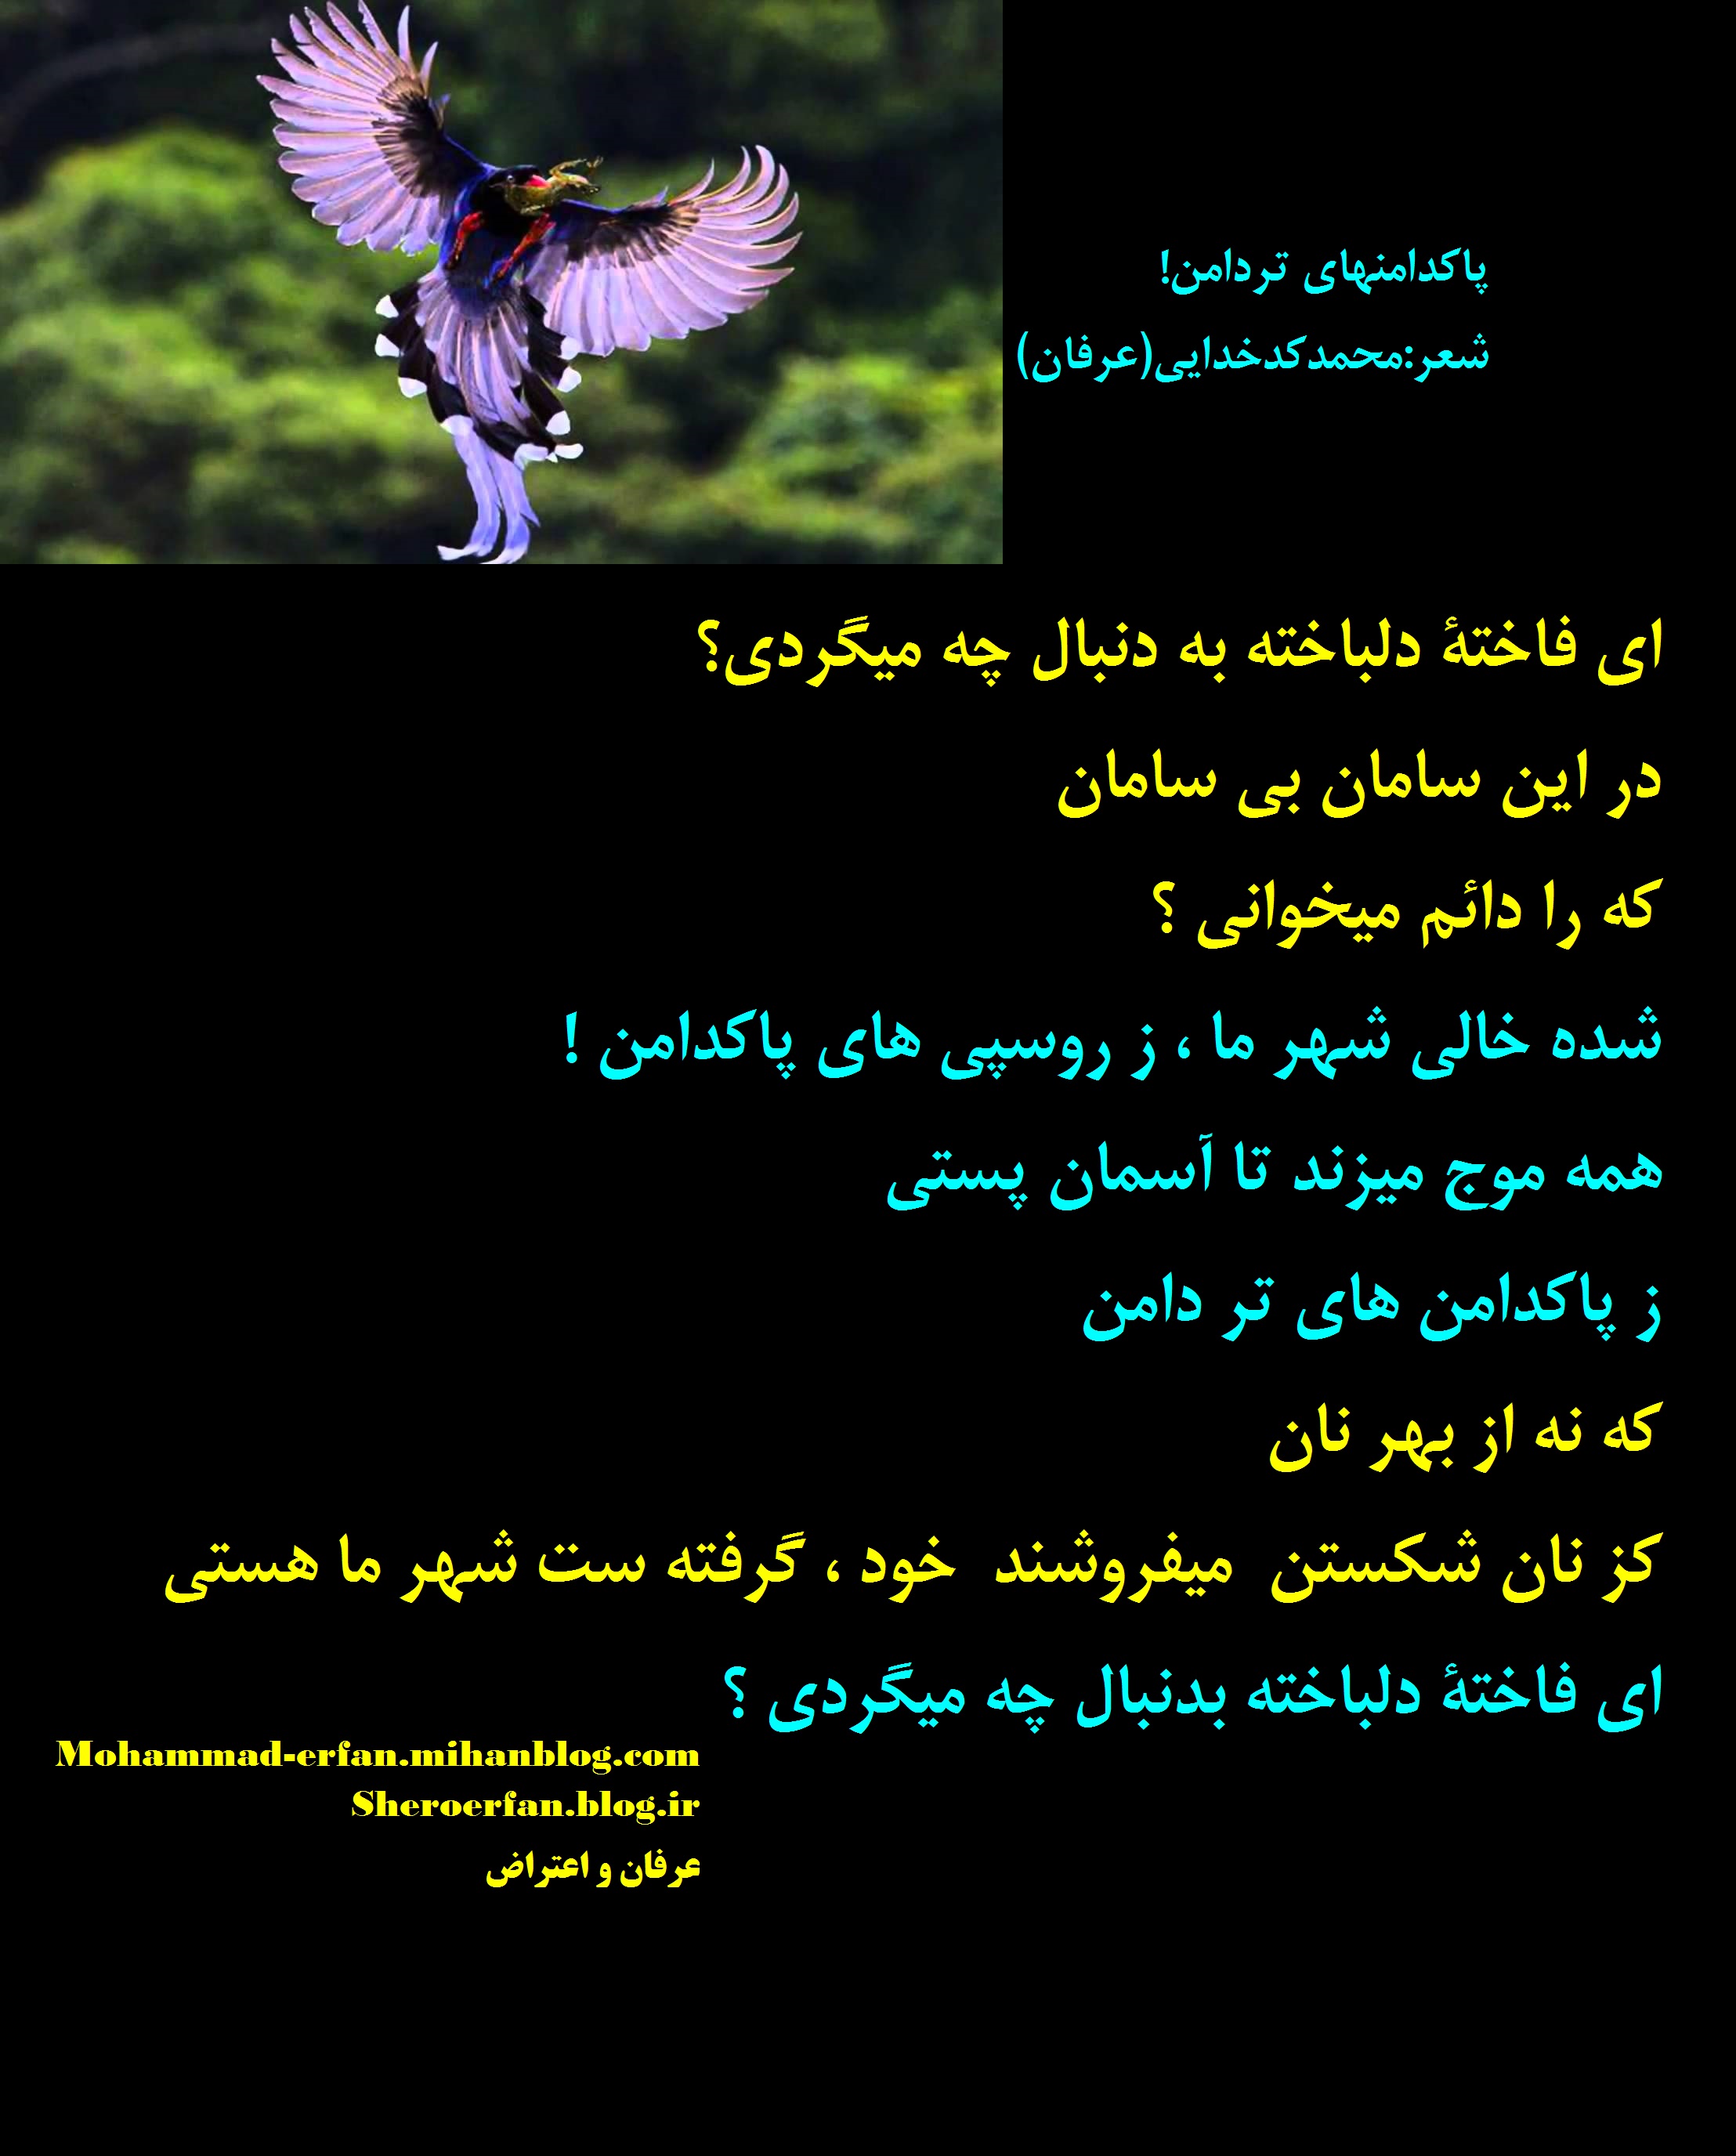 پاکدامنهای تردامن!
شعر:محمدکدخدایی(عرفان)
ای فاختهٔ دلباخته به دنبال چه میگردی؟
در این سامان بی سامان
که را دائم میخوانی ؟
شده خالی شهر ما ، ز روسپی های پاکدامن !
همه موج میزند تا آسمان پستی
ز پاکدامن های تر دامن
که نه از بهر نان
کز نان شکستن میفروشند خود ، گرفته ست شهر ما هستی
ای فاختهٔ دلباخته بدنبال چه میگردی ؟
Mohammad-erfan.mihanblog.com
Sheroerfan.blog.ir
عرفان و اعتراض